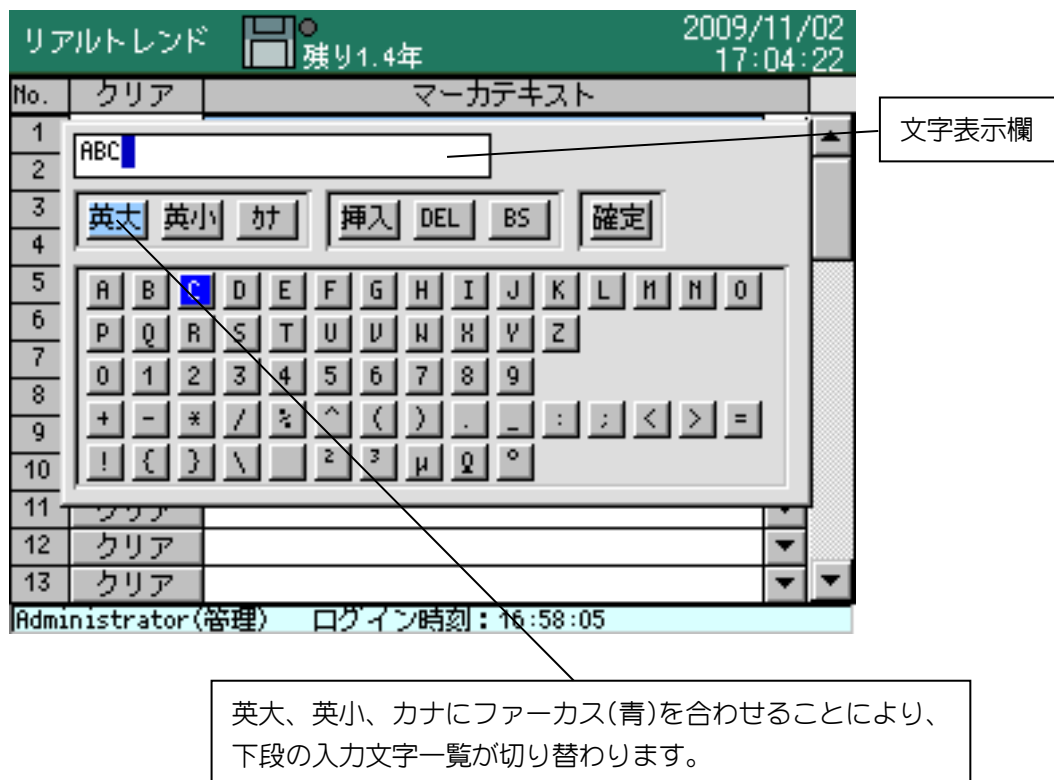 リアルトレンド
残り1.4年
2009/11/02
17:04:22
No. クリア マーカテキスト
文字表示欄
1
ABC
2
3
英大 英小 ｶﾅ 挿入 DEL BS 確定
4
5
A B C D E F G H I J K L M N O
6
P Q R S T U V W X Y Z
7
0 1 2 3 4 5 6 7 8 9
8
+ - * / % ^ ( ) . _ : ; < > =
9
! { } \ ² ³ μ Ω °
10
11 クリア
12 クリア
13 クリア
Administrator(管理) ログイン時刻：16:58:05
英大、英小、カナにファーカス(青)を合わせることにより、
下段の入力文字一覧が切り替わります。